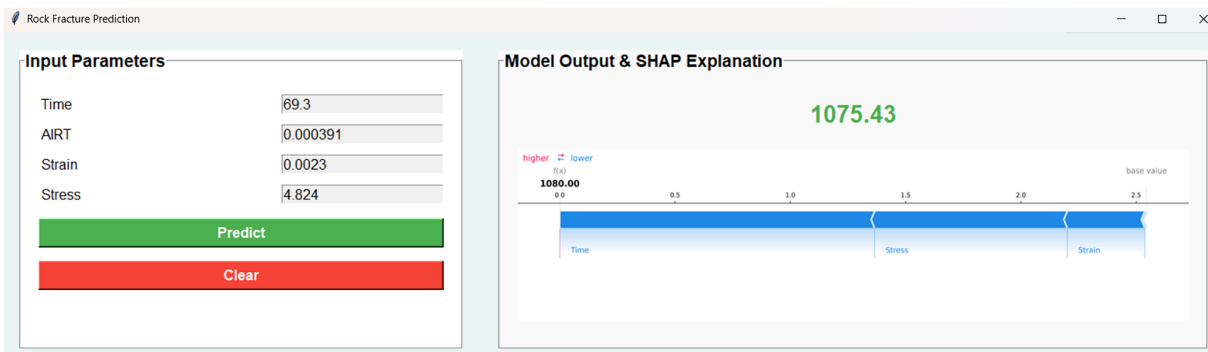 Rock Fracture Prediction
Input Parameters
Time 69.3
AIRT 0.000391
Strain 0.0023
Stress 4.824
Predict
Clear
Model Output & SHAP Explanation
1075.43
higher ⇄ lower
f(x) base value
1080.00
0.0 0.5 1.0 1.5 2.0 2.5
Time Stress Strain